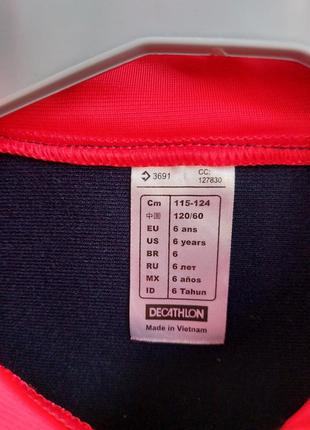 3691
CC:
127830
Cm 115-124
中国 120/60
EU 6 ans
US 6 years
BR 6
RU 6 лет
MX 6 años
ID 6 Tahun
DECATHLON
Made in Vietnam